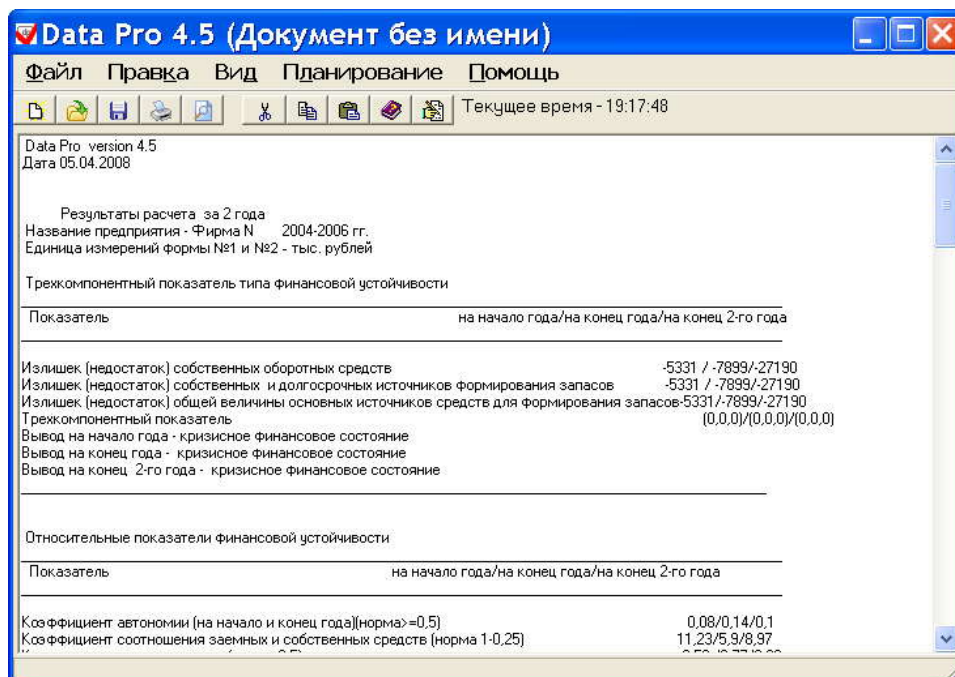 Data Pro 4.5 (Документ без имени)
Файл Правка Вид Планирование Помощь
Текущее время - 19:17:48
Data Pro version 4.5
Дата 05.04.2008
Результаты расчета за 2 года
Название предприятия - Фирма N 2004-2006 гг.
Единица измерений формы №1 и №2 - тыс. рублей
Трехкомпонентный показатель типа финансовой устойчивости
Показатель на начало года/на конец года/на конец 2-го года
Излишек (недостаток) собственных оборотных средств -5331 / -7899/-27190
Излишек (недостаток) собственных и долгосрочных источников формирования запасов -5331 / -7899/-27190
Излишек (недостаток) общей величины основных источников средств для формирования запасов-5331/-7899/-27190
Трехкомпонентный показатель (0,0,0)/(0,0,0)/(0,0,0)
Вывод на начало года - кризисное финансовое состояние
Вывод на конец года - кризисное финансовое состояние
Вывод на конец 2-го года - кризисное финансовое состояние
Относительные показатели финансовой устойчивости
Показатель на начало года/на конец года/на конец 2-го года
Коэффициент автономии (на начало и конец года)(норма>=0,5) 0,08/0,14/0,1
Коэффициент соотношения заемных и собственных средств (норма 1-0,25) 11,23/5,9/8,97